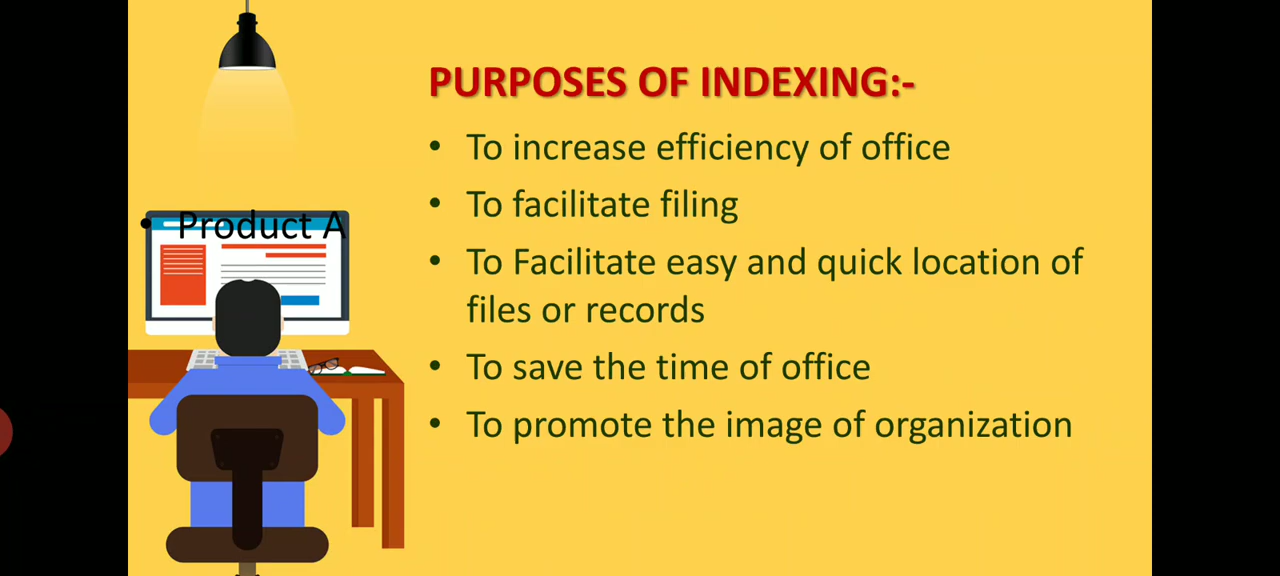 PURPOSES OF INDEXING:-
• To increase efficiency of office
• To facilitate filing
• To Facilitate easy and quick location of
files or records
• To save the time of office
• To promote the image of organization
• Product A